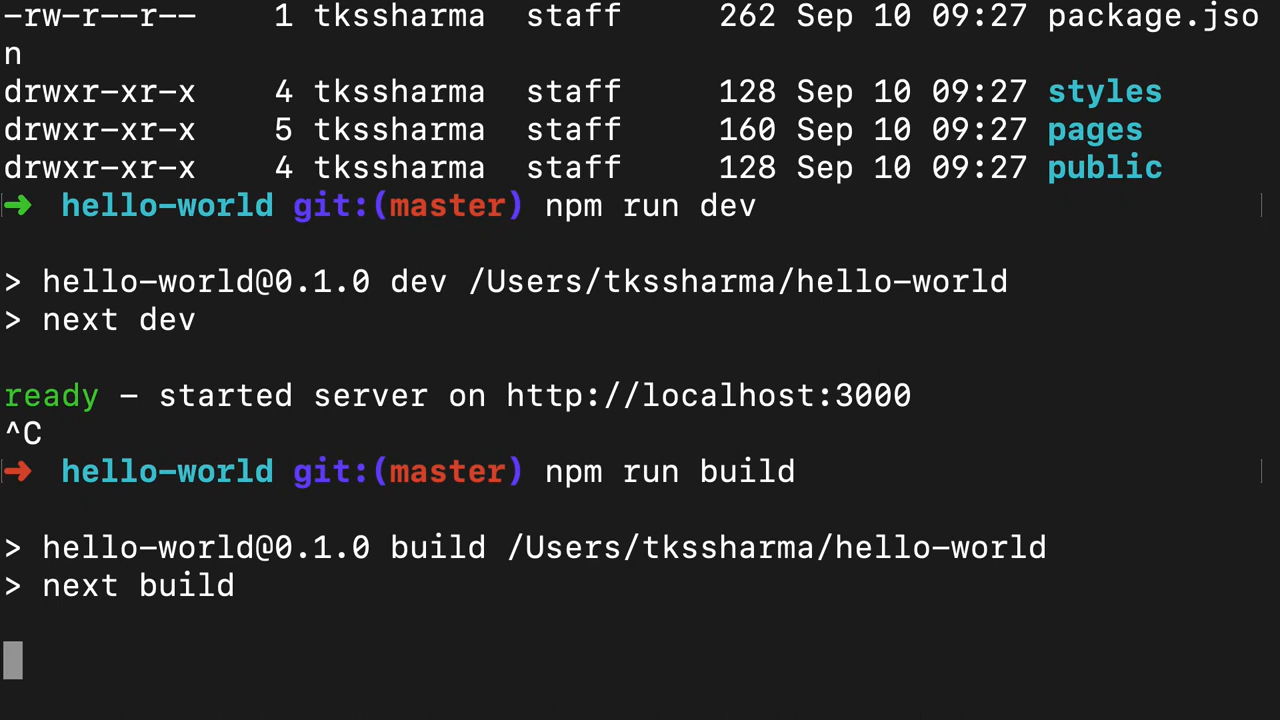 -rw-r--r--    1 tkssharma  staff     262 Sep 10 09:27 package.jso
n
drwxr-xr-x    4 tkssharma  staff     128 Sep 10 09:27 styles
drwxr-xr-x    5 tkssharma  staff     160 Sep 10 09:27 pages
drwxr-xr-x    4 tkssharma  staff     128 Sep 10 09:27 public
➜  hello-world git:(master) npm run dev
> hello-world@0.1.0 dev /Users/tkssharma/hello-world
> next dev
ready - started server on http://localhost:3000
^C
➜  hello-world git:(master) npm run build
> hello-world@0.1.0 build /Users/tkssharma/hello-world
> next build